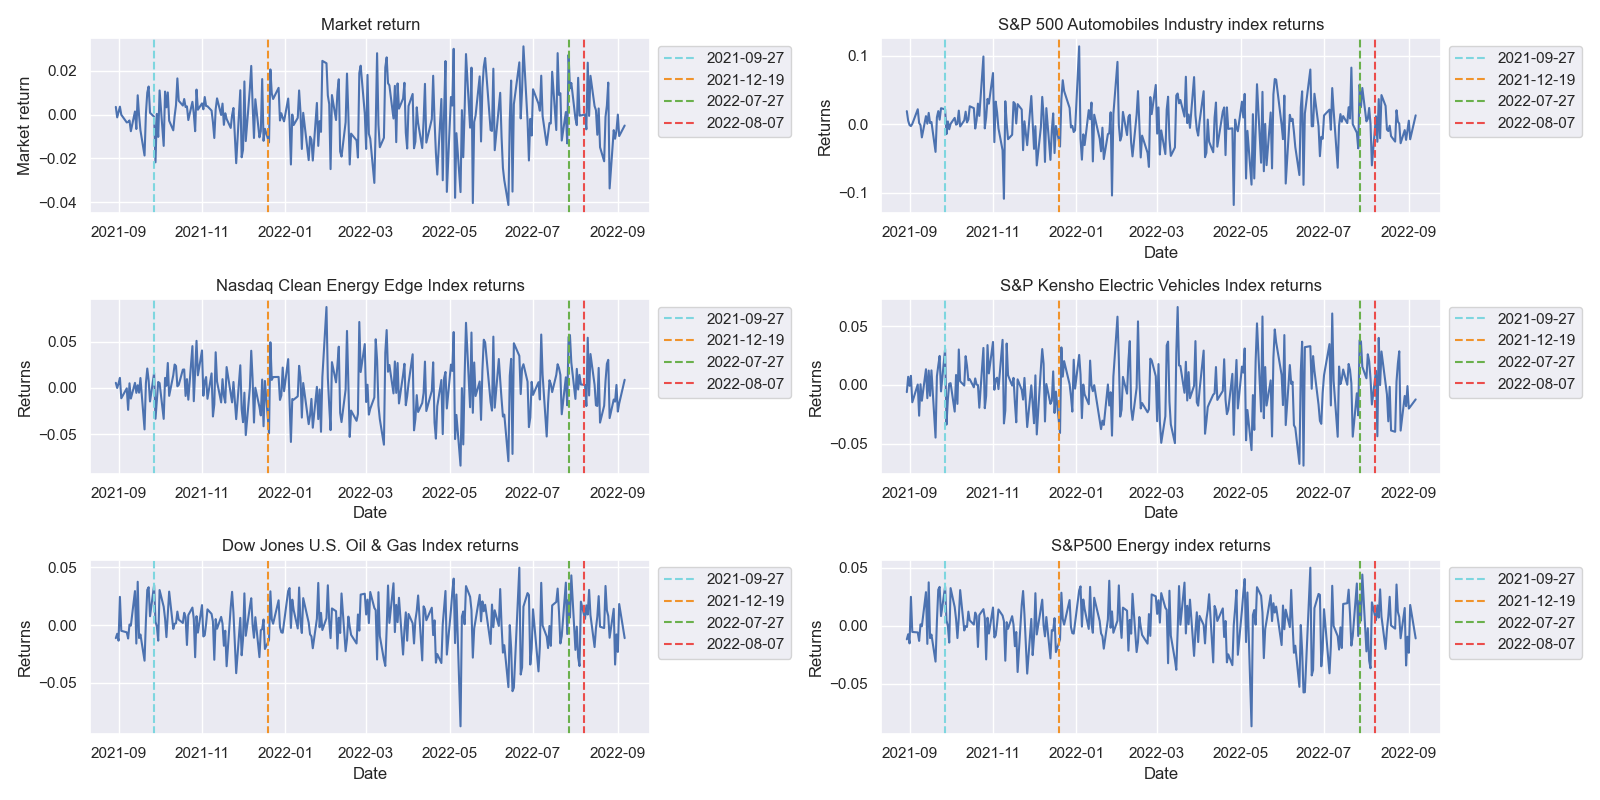 Market return
Market return
0.02
0.00
−0.02
−0.04
2021-09 2021-11 2022-01 2022-03 2022-05 2022-07 2022-09
2021-09-27
2021-12-19
2022-07-27
2022-08-07
S&P 500 Automobiles Industry index returns
Returns
0.1
0.0
−0.1
2021-09 2021-11 2022-01 2022-03 2022-05 2022-07 2022-09
Date
2021-09-27
2021-12-19
2022-07-27
2022-08-07
Nasdaq Clean Energy Edge Index returns
Returns
0.05
0.00
−0.05
2021-09 2021-11 2022-01 2022-03 2022-05 2022-07 2022-09
Date
2021-09-27
2021-12-19
2022-07-27
2022-08-07
S&P Kensho Electric Vehicles Index returns
Returns
0.05
0.00
−0.05
2021-09 2021-11 2022-01 2022-03 2022-05 2022-07 2022-09
Date
2021-09-27
2021-12-19
2022-07-27
2022-08-07
Dow Jones U.S. Oil & Gas Index returns
Returns
0.05
0.00
−0.05
2021-09 2021-11 2022-01 2022-03 2022-05 2022-07 2022-09
Date
2021-09-27
2021-12-19
2022-07-27
2022-08-07
S&P500 Energy index returns
Returns
0.05
0.00
−0.05
2021-09 2021-11 2022-01 2022-03 2022-05 2022-07 2022-09
Date
2021-09-27
2021-12-19
2022-07-27
2022-08-07